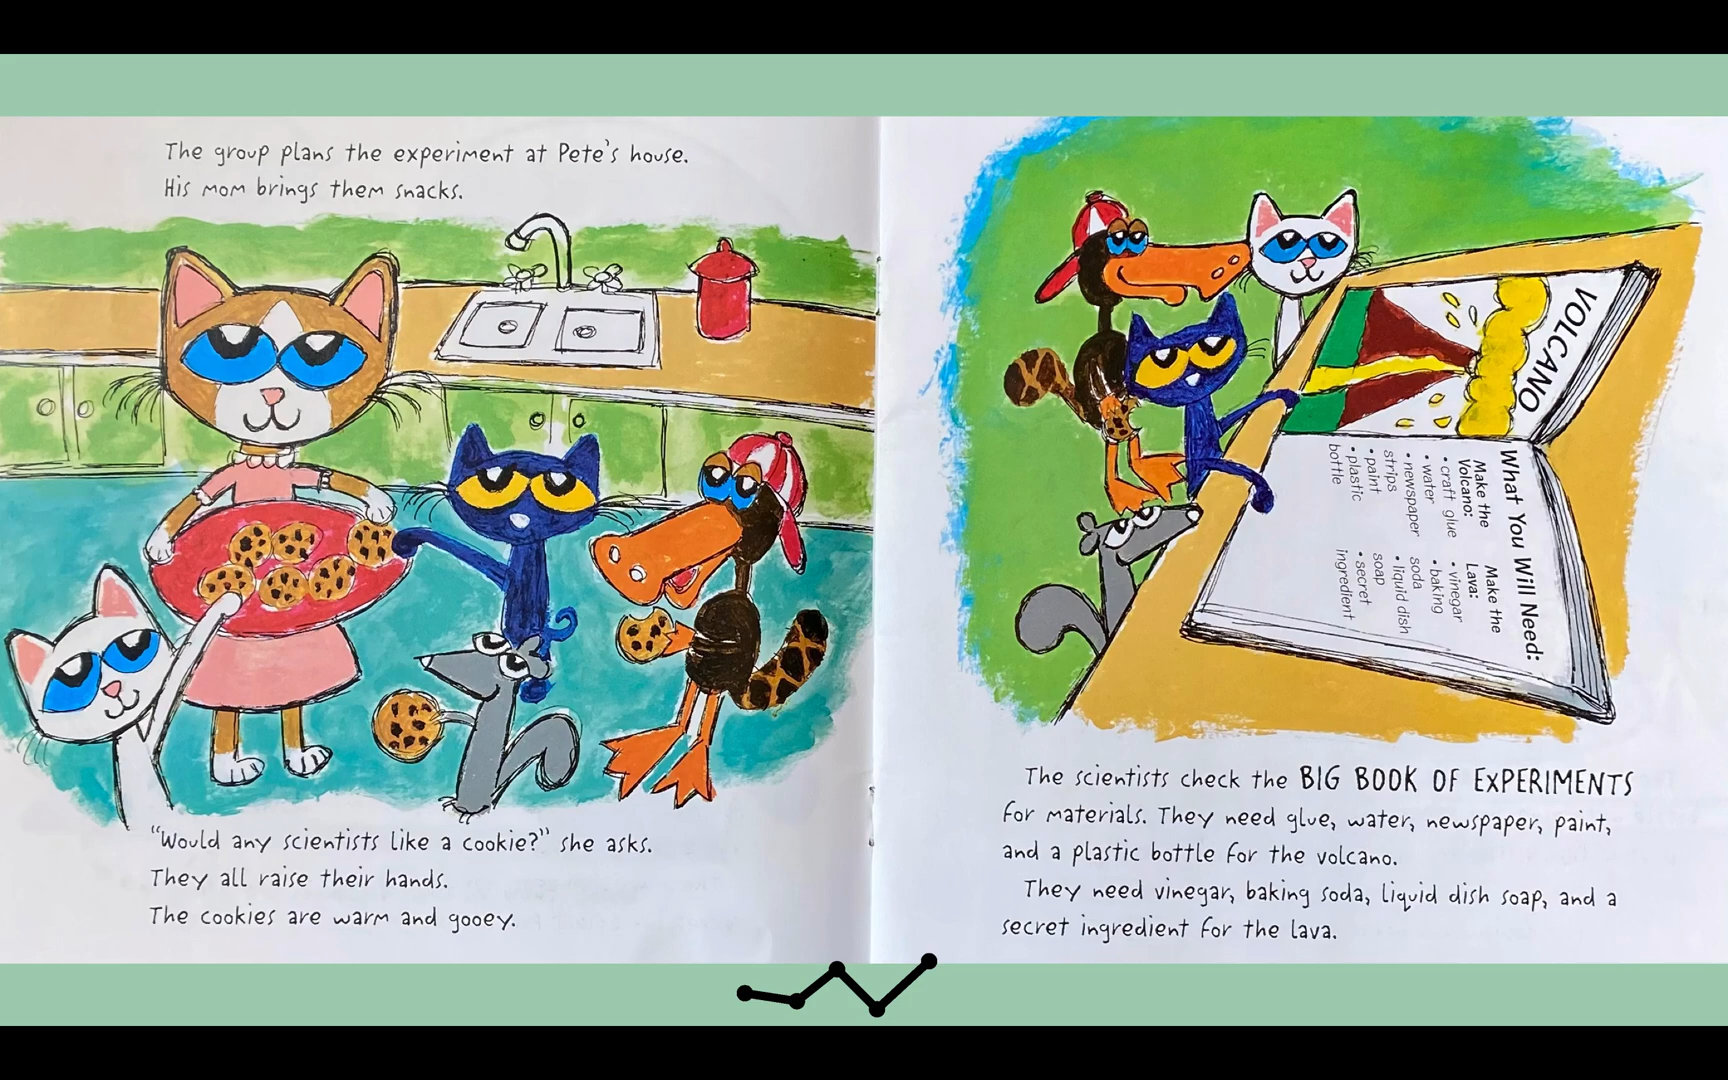 The group plans the experiment at Pete's house.
His mom brings them snacks.
"Would any scientists like a cookie?" she asks.
They all raise their hands.
The cookies are warm and gooey.
VOLCANO
What You Will Need:
Make the
Volcano:
• craft glue
• water
• newspaper
strips
• paint
• plastic
bottle
Make the
Lava:
• vinegar
• baking
soda
• liquid dish
soap
• secret
ingredient
The scientists check the BIG BOOK OF EXPERIMENTS
for materials. They need glue, water, newspaper, paint,
and a plastic bottle for the volcano.
They need vinegar, baking soda, liquid dish soap, and a
secret ingredient for the lava.